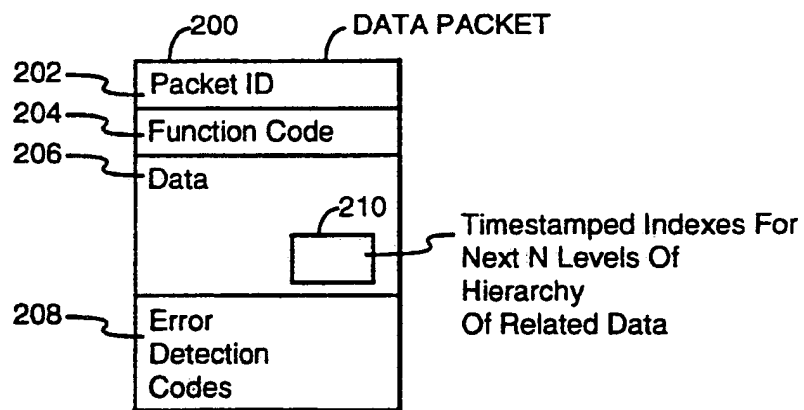 200
DATA PACKET
202
Packet ID
204
Function Code
206
Data
210
Timestamped Indexes For
Next N Levels Of
Hierarchy
Of Related Data
208
Error
Detection
Codes